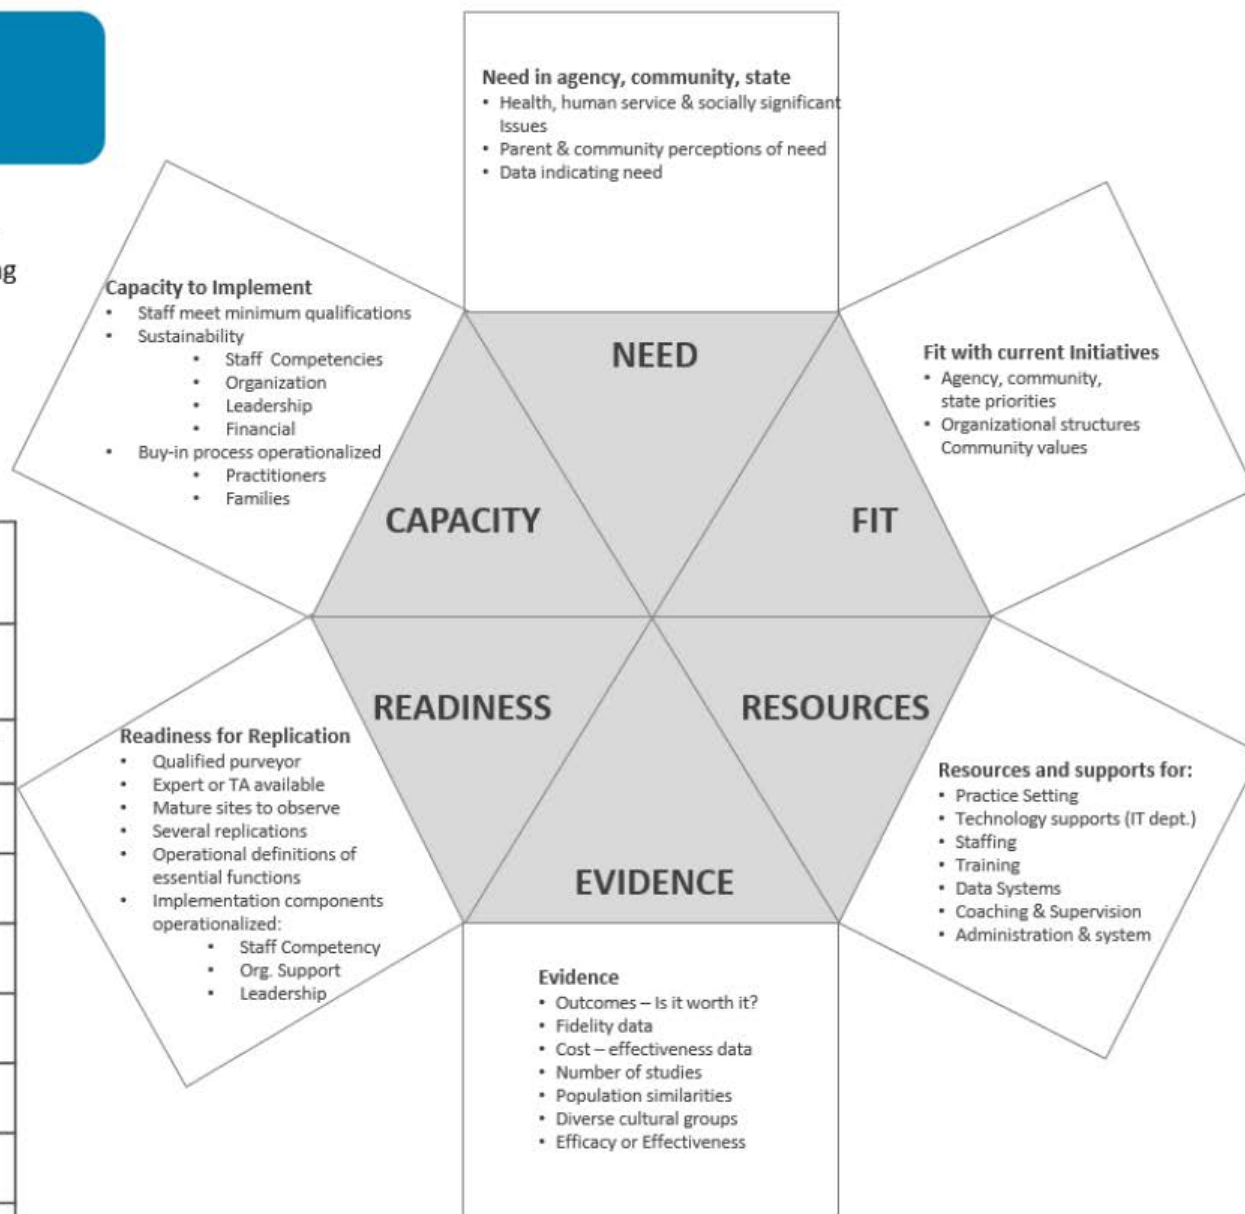 Need in agency, community, state
• Health, human service & socially significant
Issues
• Parent & community perceptions of need
• Data indicating need
Capacity to Implement
• Staff meet minimum qualifications
• Sustainability
• Staff Competencies
• Organization
• Leadership
• Financial
• Buy-in process operationalized
• Practitioners
• Families
NEED
Fit with current Initiatives
• Agency, community,
state priorities
• Organizational structures
Community values
CAPACITY
FIT
READINESS
RESOURCES
Readiness for Replication
• Qualified purveyor
• Expert or TA available
• Mature sites to observe
• Several replications
• Operational definitions of
essential functions
• Implementation components
operationalized:
• Staff Competency
• Org. Support
• Leadership
Resources and supports for:
• Practice Setting
• Technology supports (IT dept.)
• Staffing
• Training
• Data Systems
• Coaching & Supervision
• Administration & system
EVIDENCE
Evidence
• Outcomes – Is it worth it?
• Fidelity data
• Cost – effectiveness data
• Number of studies
• Population similarities
• Diverse cultural groups
• Efficacy or Effectiveness